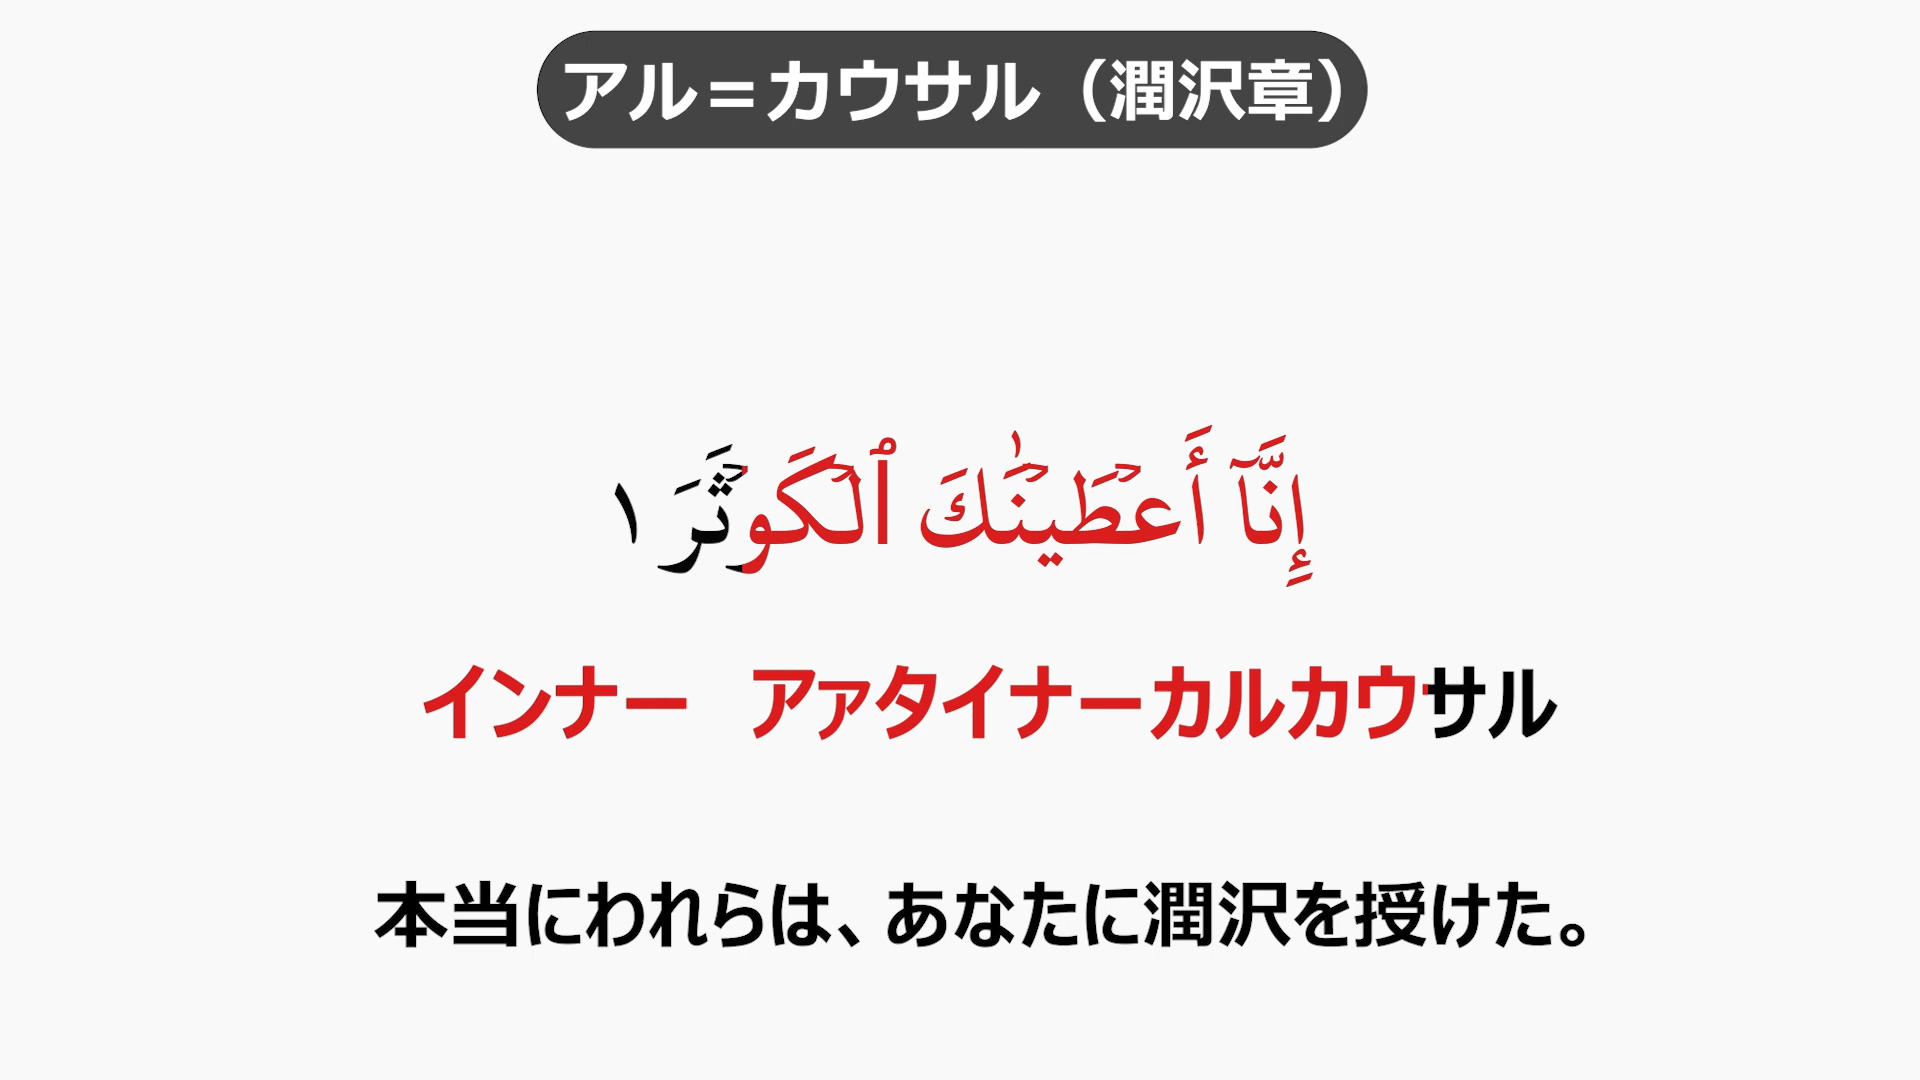 アル＝カウサル（潤沢章）
إِنَّآ أَعۡطَيۡنَٰكَ ٱلۡكَوۡثَرَ ١
インナー　アァタイナーカルカウサル
本当にわれらは、あなたに潤沢を授けた。